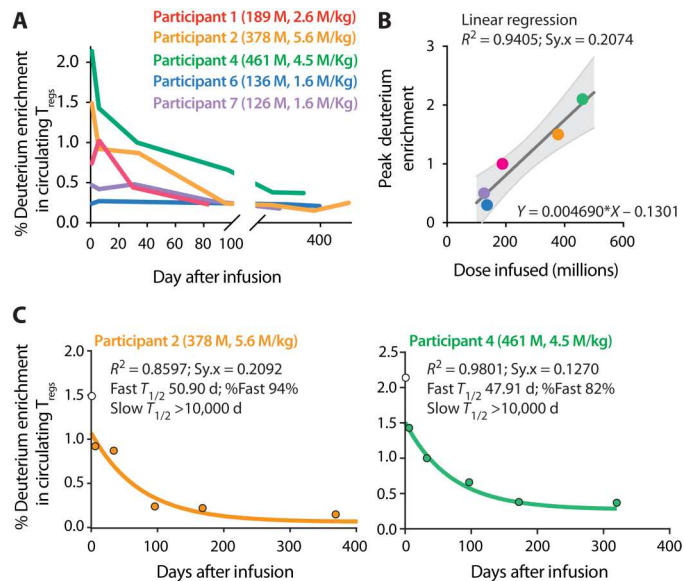 A
Participant 1 (189 M, 2.6 M/kg)
Participant 2 (378 M, 5.6 M/kg)
Participant 4 (461 M, 4.5 M/kg)
Participant 6 (136 M, 1.6 M/Kg)
Participant 7 (126 M, 1.6 M/Kg)
% Deuterium enrichment
in circulating Tregs
2.0
1.5
1.0
0.5
0.0
0 20 40 60 80 100 400
Day after infusion
B
Linear regression
R2 = 0.9405; Sy.x = 0.2074
Peak deuterium
enrichment
3
2
1
0
Y = 0.004690*X – 0.1301
0 200 400 600
Dose infused (millions)
C
Participant 2 (378 M, 5.6 M/kg)
R2 = 0.8597; Sy.x = 0.2092
Fast T1/2 50.90 d; %Fast 94%
Slow T1/2 >10,000 d
% Deuterium enrichment
in circulating Tregs
2.0
1.5
1.0
0.5
0.0
0 100 200 300 400
Days after infusion
Participant 4 (461 M, 4.5 M/kg)
R2 = 0.9801; Sy.x = 0.1270
Fast T1/2 47.91 d; %Fast 82%
Slow T1/2 >10,000 d
2.5
2.0
1.5
1.0
0.5
0.0
0 100 200 300 400
Days after infusion